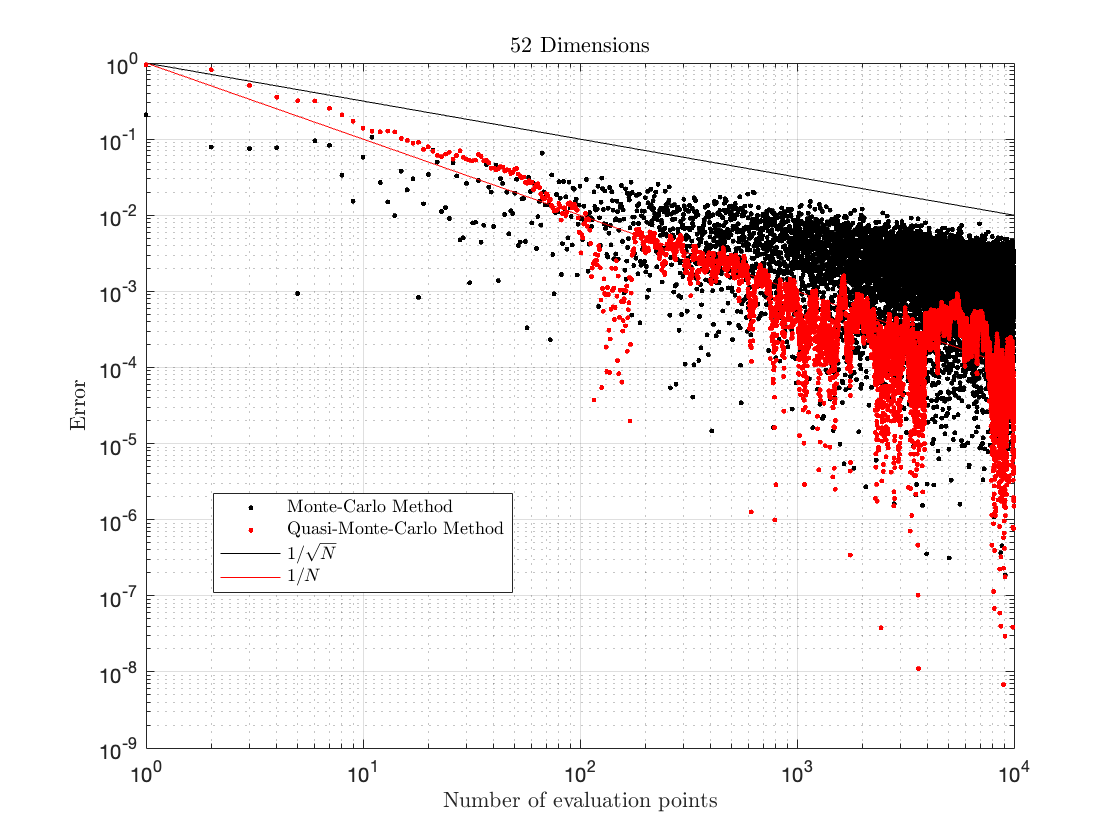 52 Dimensions
10^0
10^-1
10^-2
10^-3
10^-4
10^-5
10^-6
10^-7
10^-8
10^-9
Error
Monte-Carlo Method
Quasi-Monte-Carlo Method
1/√N
1/N
10^0 10^1 10^2 10^3 10^4
Number of evaluation points